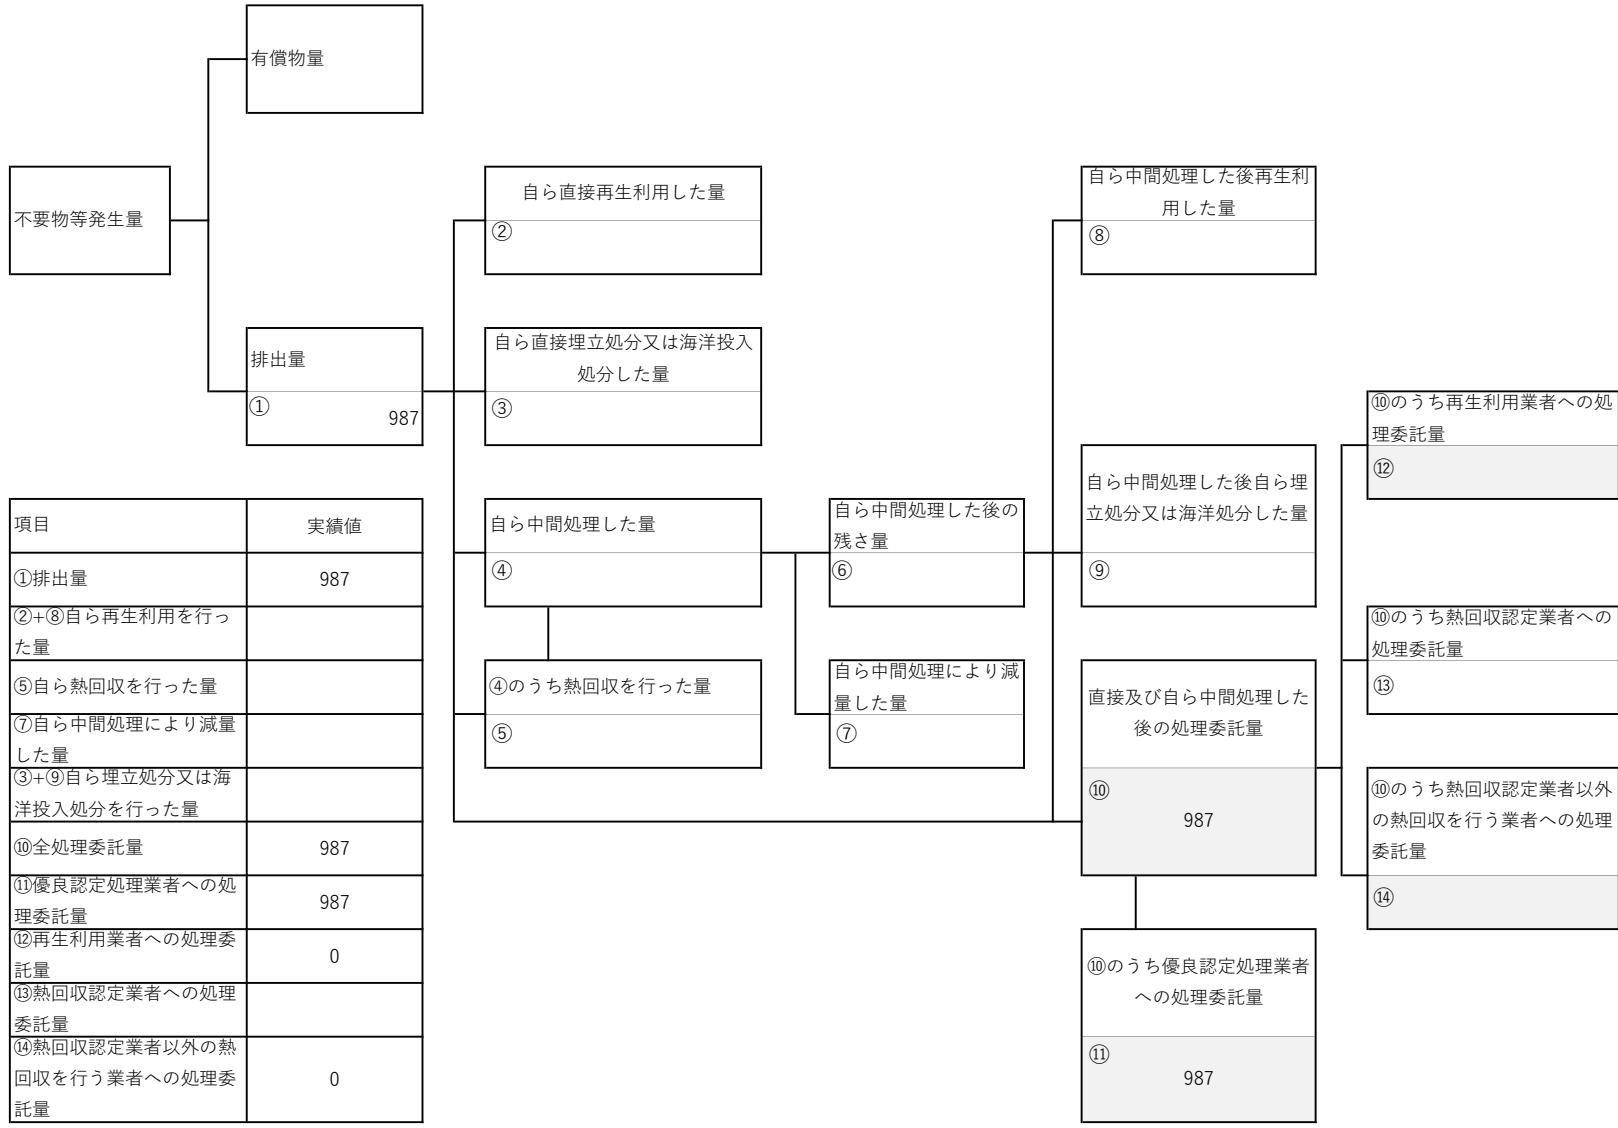 有償物量
不要物等発生量
自ら直接再生利用した量
②
自ら中間処理した後再生利
用した量
⑧
排出量
①
987
自ら直接埋立処分又は海洋投入
処分した量
③
⑩のうち再生利用業者への処
理委託量
⑫
自ら中間処理した量
④
自ら中間処理した後の
残さ量
⑥
自ら中間処理した後自ら埋
立処分又は海洋処分した量
⑨
④のうち熱回収を行った量
⑤
自ら中間処理により減
量した量
⑦
直接及び自ら中間処理した
後の処理委託量
⑩
987
⑩のうち熱回収認定業者への
処理委託量
⑬
⑩のうち熱回収認定業者以外
の熱回収を行う業者への処理
委託量
⑭
⑩のうち優良認定処理業者
への処理委託量
⑪
987
項目 実績値
①排出量 987
②+⑧自ら再生利用を行っ
た量
⑤自ら熱回収を行った量
⑦自ら中間処理により減量
した量
③+⑨自ら埋立処分又は海
洋投入処分を行った量
⑩全処理委託量 987
⑪優良認定処理業者への処
理委託量 987
⑫再生利用業者への処理委
託量 0
⑬熱回収認定業者への処理
委託量
⑭熱回収認定業者以外の熱
回収を行う業者への処理委 0
託量